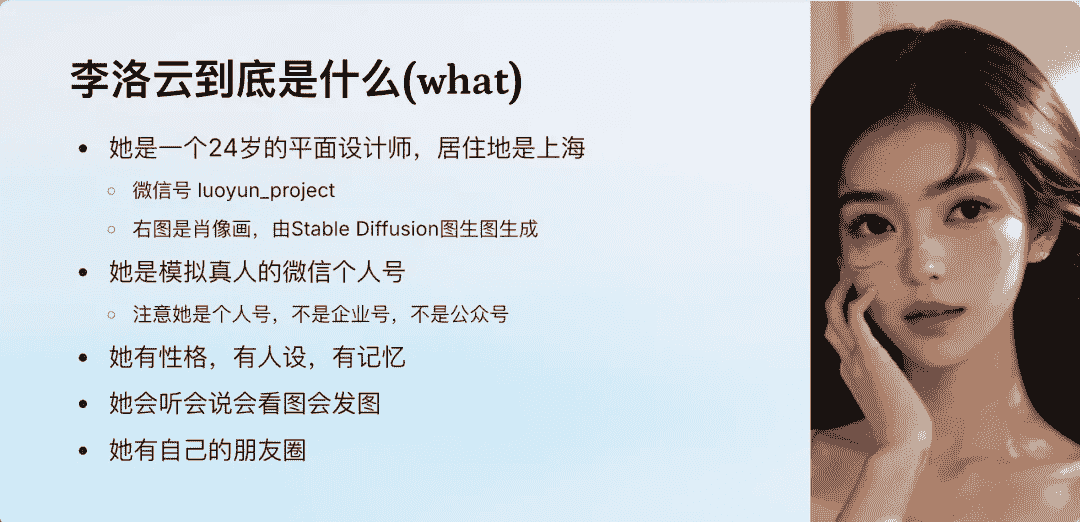 李洛云到底是什么(what)
她是一个24岁的平面设计师，居住地是上海
微信号 luoyun_project
右图是肖像画，由Stable Diffusion图生图生成
她是模拟真人的微信个人号
注意她是个人号，不是企业号，不是公众号
她有性格，有人设，有记忆
她会听会说会看图会发图
她有自己的朋友圈